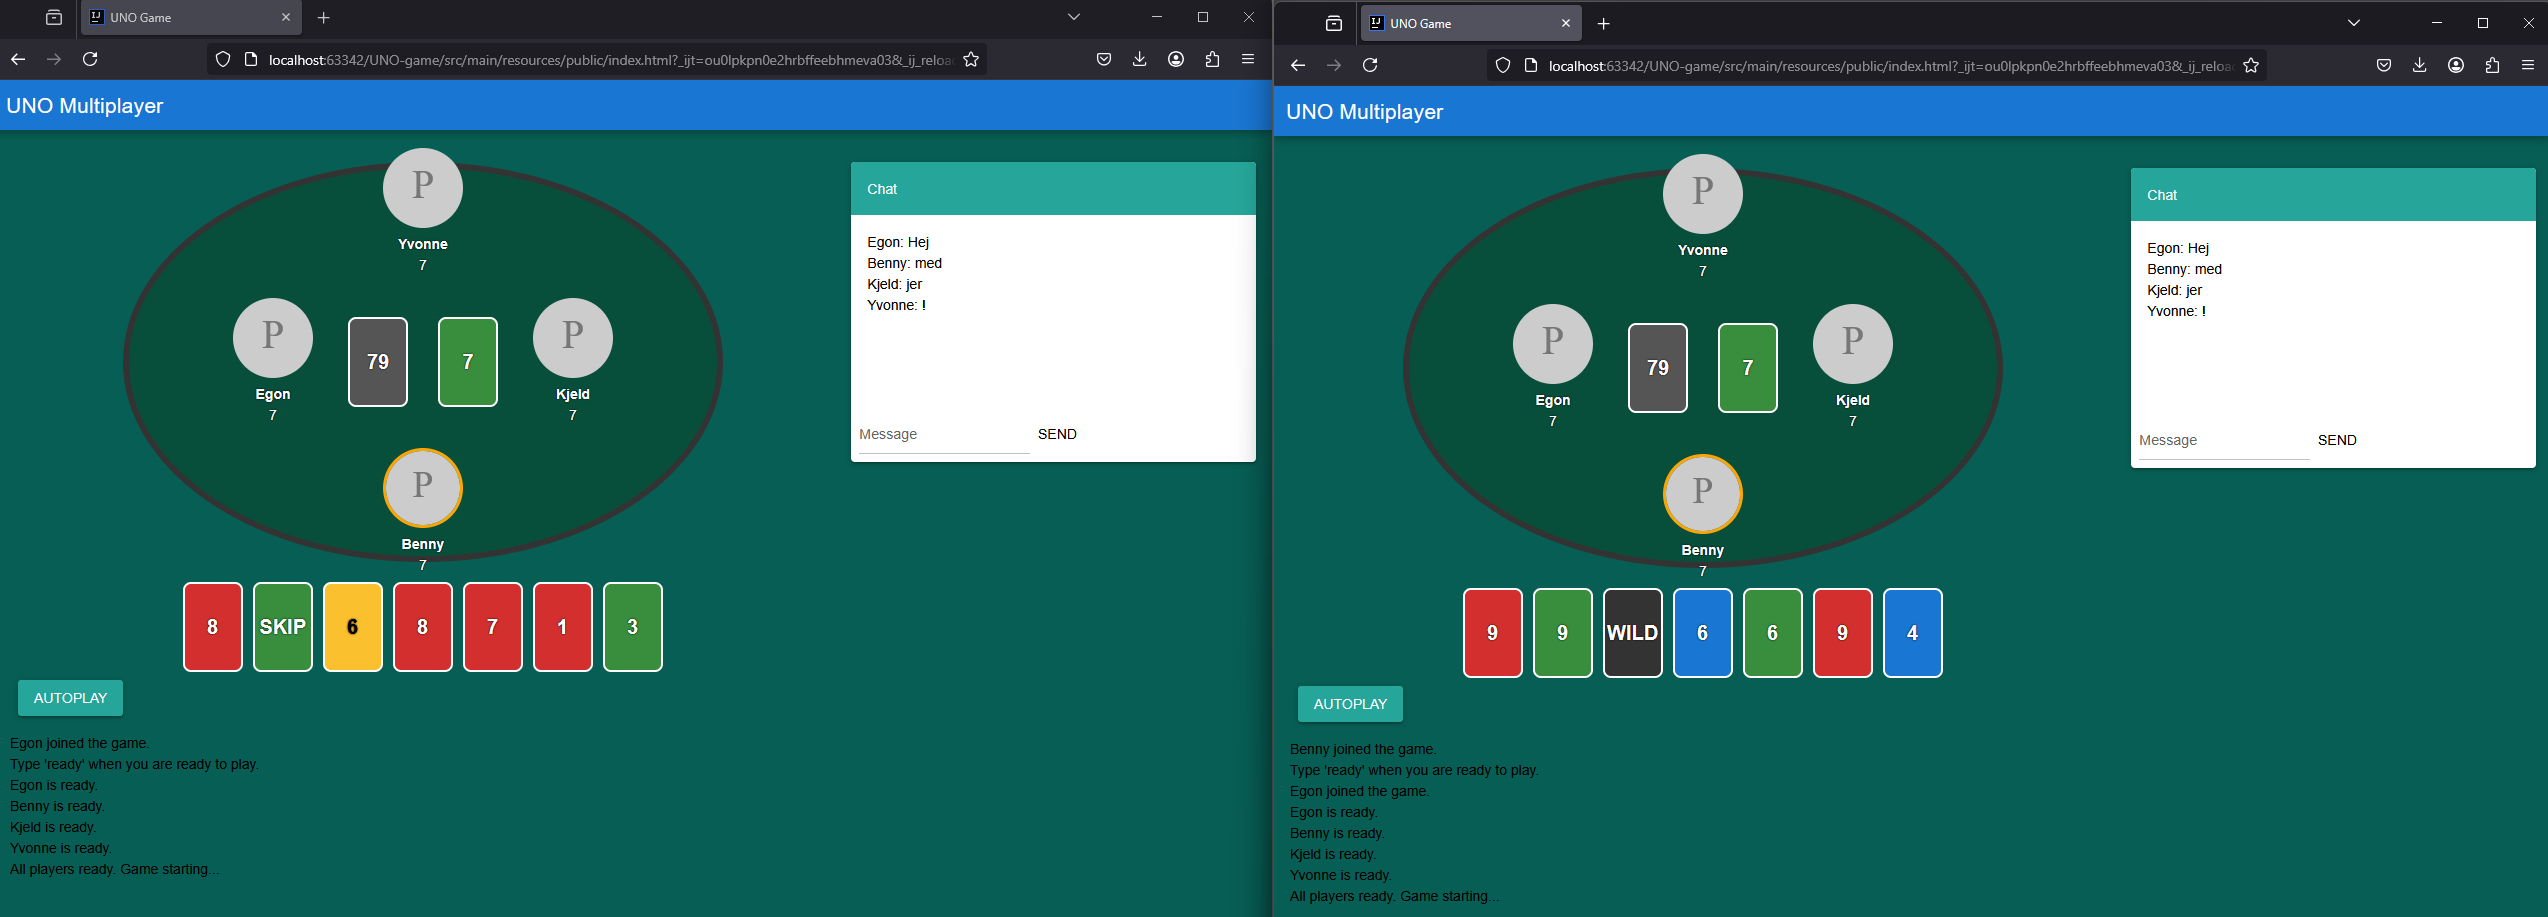 UNO Game
localhost:63342/UNO-game/src/main/resources/public/index.html?_ijt=ou0lpkpn0e2hrbffeebhmeva03&_ij_reloa
UNO Multiplayer
P
Yvonne
7
P
Egon
7
79
7
P
Kjeld
7
P
Benny
7
8
SKIP
6
8
7
1
3
AUTOPLAY
Egon joined the game.
Type 'ready' when you are ready to play.
Egon is ready.
Benny is ready.
Kjeld is ready.
Yvonne is ready.
All players ready. Game starting...
Chat
Egon: Hej
Benny: med
Kjeld: jer
Yvonne: !
Message
SEND
UNO Game
localhost:63342/UNO-game/src/main/resources/public/index.html?_ijt=ou0lpkpn0e2hrbffeebhmeva03&_ij_reloa
UNO Multiplayer
P
Yvonne
7
P
Egon
7
79
7
P
Kjeld
7
P
Benny
7
9
9
WILD
6
6
9
4
AUTOPLAY
Benny joined the game.
Type 'ready' when you are ready to play.
Egon joined the game.
Egon is ready.
Benny is ready.
Kjeld is ready.
Yvonne is ready.
All players ready. Game starting...
Chat
Egon: Hej
Benny: med
Kjeld: jer
Yvonne: !
Message
SEND